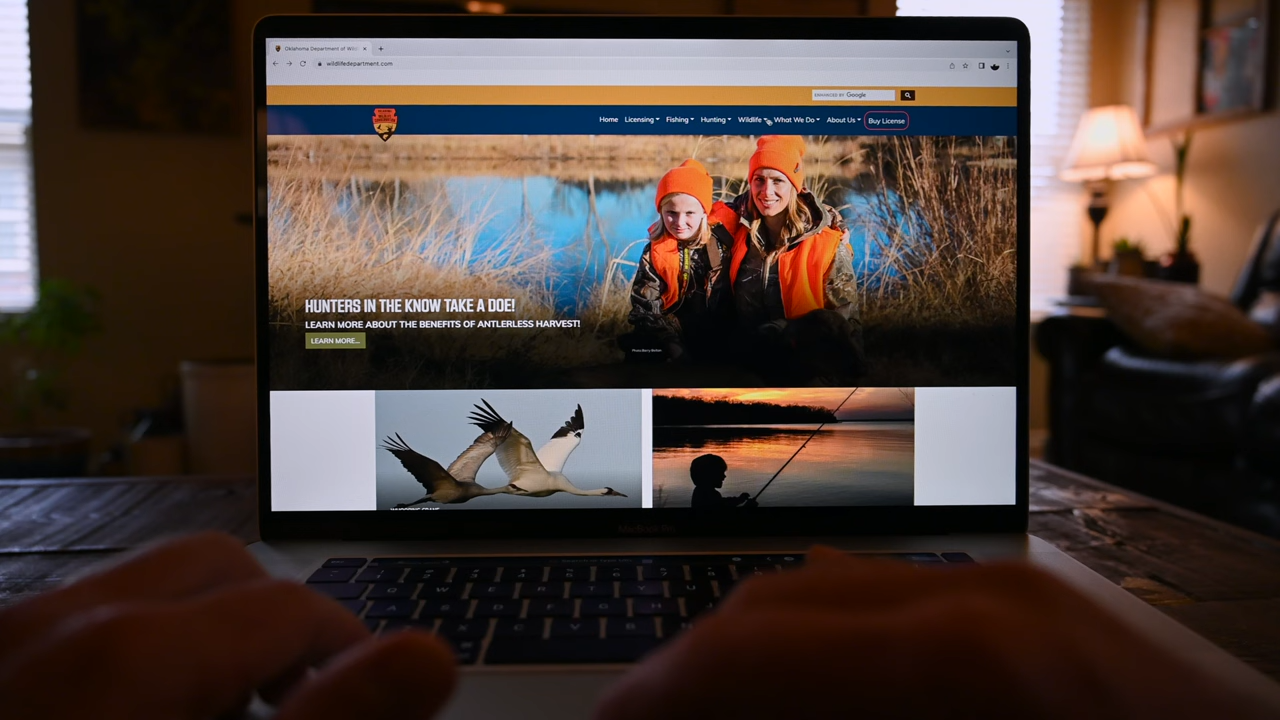 Oklahoma Department of Wild
wildlifedepartment.com
ENHANCED BY Google
Home Licensing Fishing Hunting Wildlife What We Do About Us Buy License
HUNTERS IN THE KNOW TAKE A DOE!
LEARN MORE ABOUT THE BENEFITS OF ANTLERLESS HARVEST!
LEARN MORE...